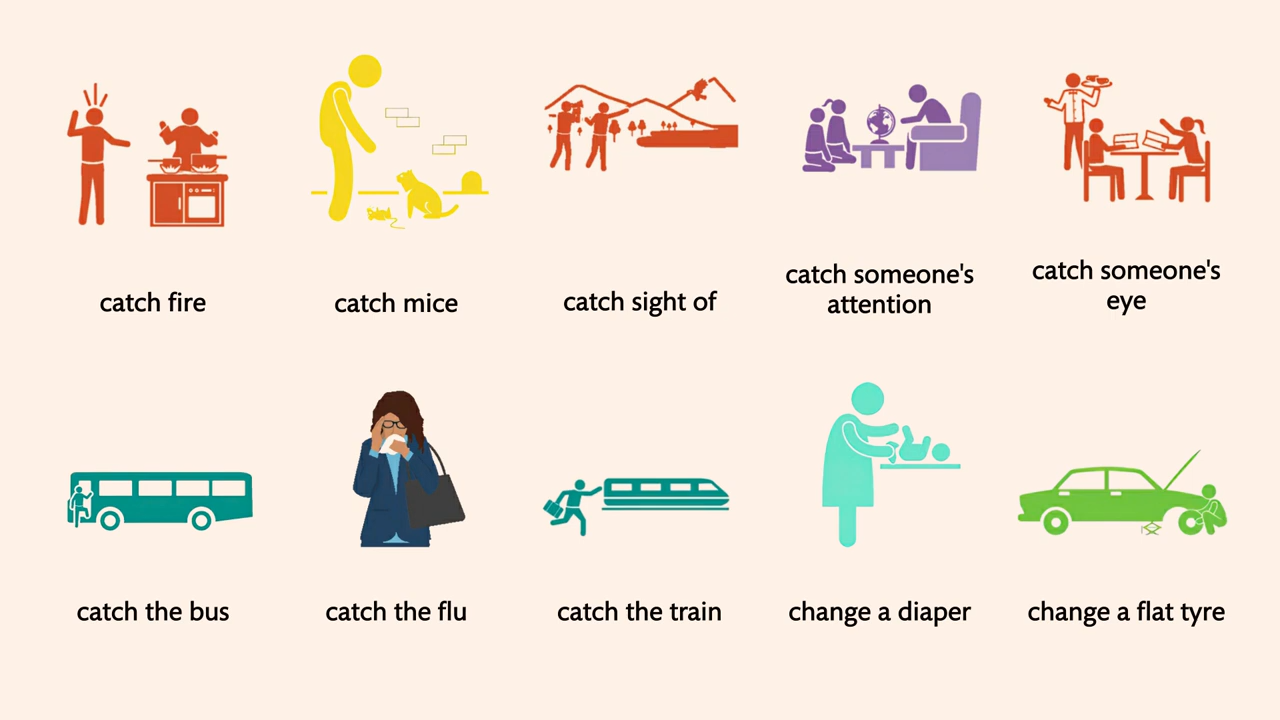 catch fire
catch mice
catch sight of
catch someone's
attention
catch someone's
eye
catch the bus
catch the flu
catch the train
change a diaper
change a flat tyre